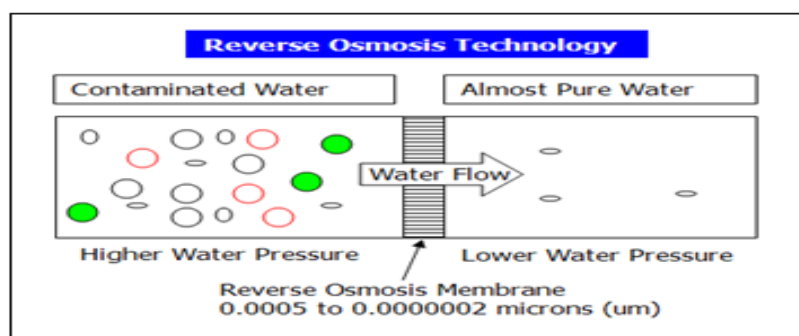 Reverse Osmosis Technology
Contaminated Water
Almost Pure Water
Water Flow
Higher Water Pressure
Lower Water Pressure
Reverse Osmosis Membrane
0.0005 to 0.0000002 microns (um)